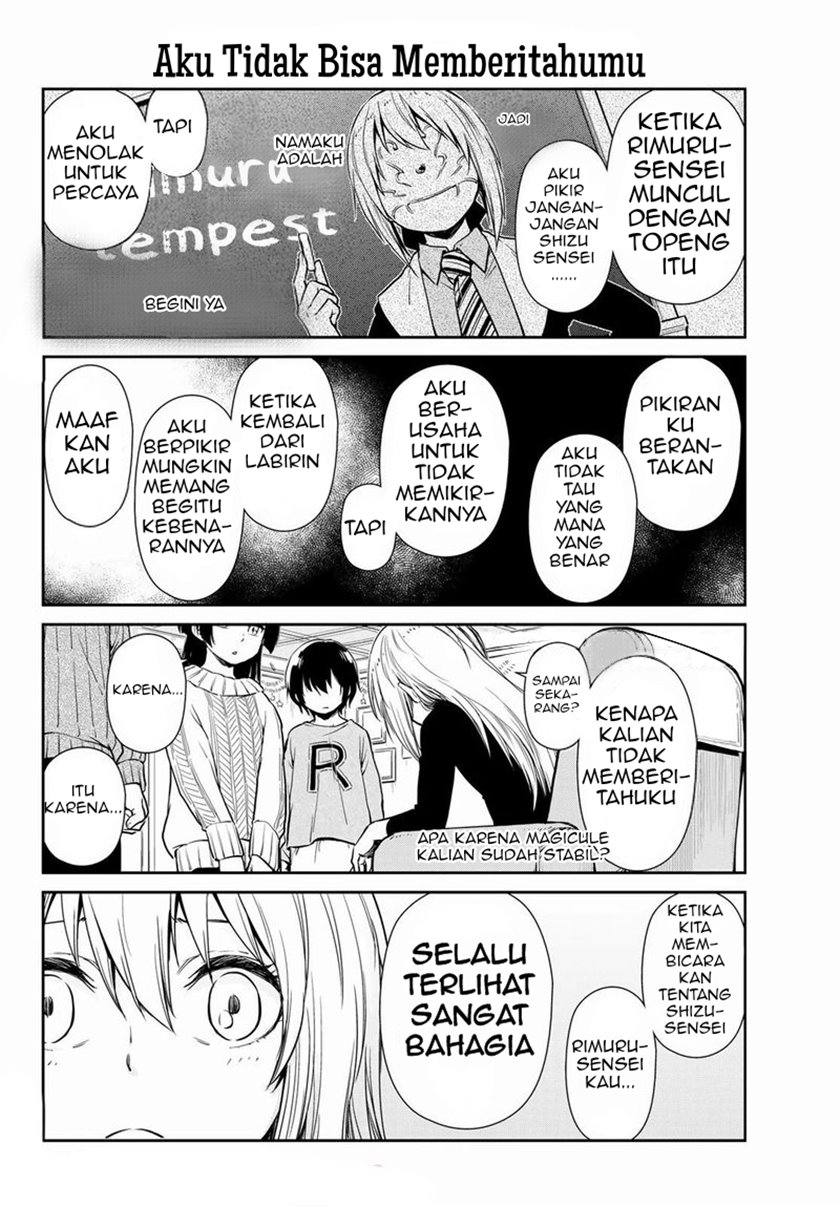 Aku Tidak Bisa Memberitahumu
KETIKA
RIMURU-
SENSEI
MUNCUL
DENGAN
TOPENG
ITU
JADI
AKU
PIKIR
JANGAN-
JANGAN
SHIZU
SENSEI
......
NAMAKU
ADALAH
TAPI
AKU
MENOLAK
UNTUK
PERCAYA
imuru
tempest
BEGINI YA
PIKIRAN
KU
BERAN-
TAKAN
AKU
TIDAK
TAU
YANG
MANA
YANG
BENAR
AKU
BER-
USAHA
UNTUK
TIDAK
MEMIKIR-
KANNYA
TAPI
KETIKA
KEMBALI
DARI
LABIRIN
AKU
BERPIKIR
MUNGKIN
MEMANG
BEGITU
KEBENA-
RANNYA
MAAF
KAN
AKU
SAMPAI
SEKA-
RANG?
KENAPA
KALIAN
TIDAK
MEMBERI-
TAHUKU
APA KARENA MAGICULE
KALIAN SUDAH STABIL?
R
KARENA...
ITU
KARENA...
KETIKA
KITA
MEM-
BICARA
KAN
TENTANG
SHIZU-
SENSEI
RIMURU-
SENSEI
KAU...
SELALU
TERLIHAT
SANGAT
BAHAGIA